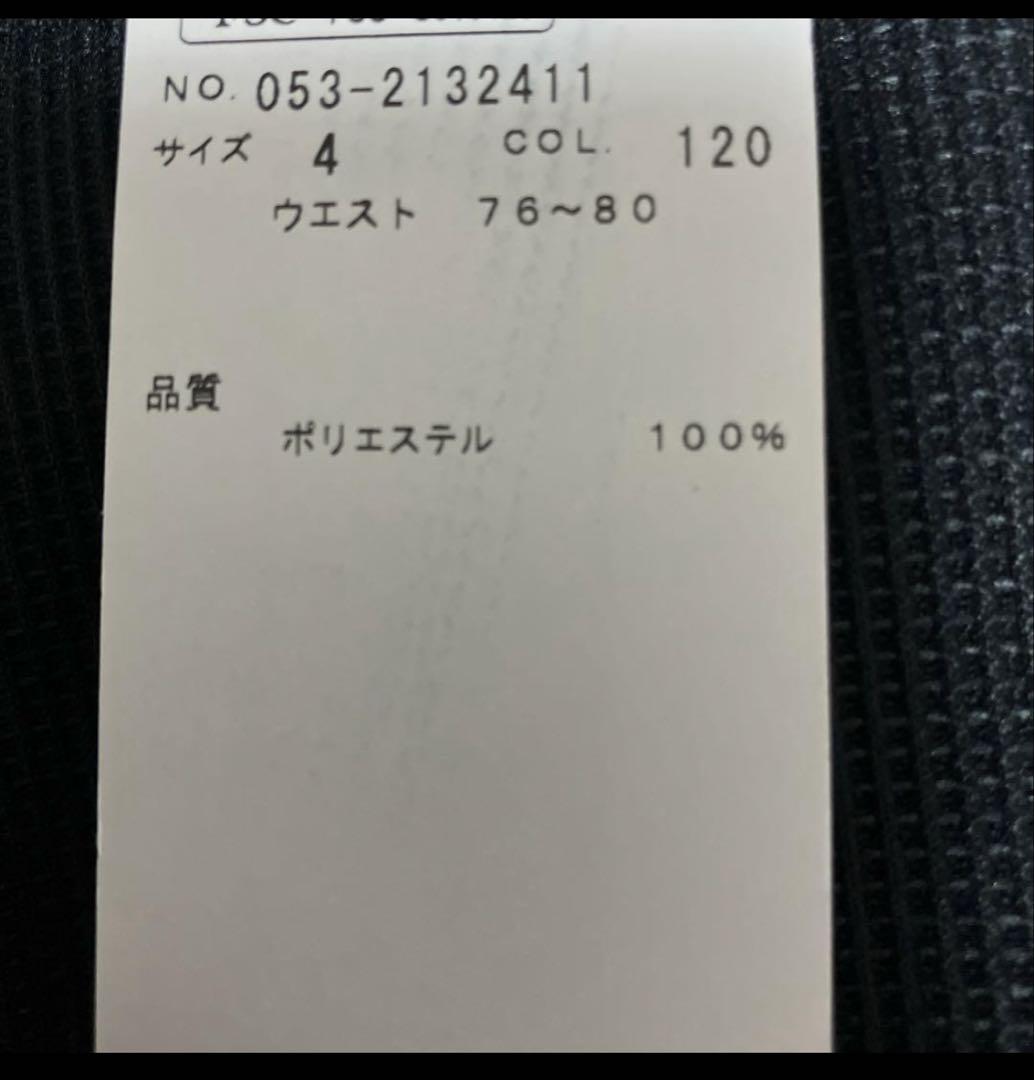 NO. 053-2132411
サイズ 4 COL. 120
ウエスト 76~80
品質
ポリエステル 100%